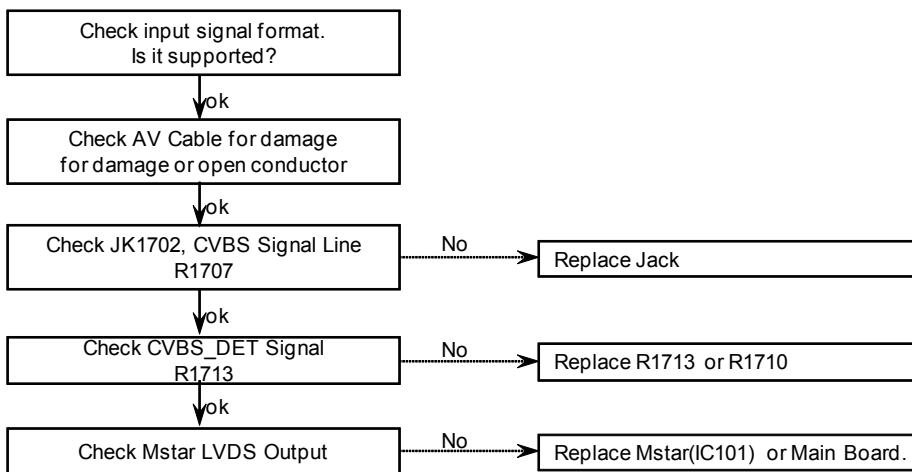 Check input signal format.
Is it supported?
ok
Check AV Cable for damage
for damage or open conductor
ok
Check JK1702, CVBS Signal Line
R1707
No
Replace Jack
ok
Check CVBS_DET Signal
R1713
No
Replace R1713 or R1710
ok
Check Mstar LVDS Output
No
Replace Mstar(IC101) or Main Board.